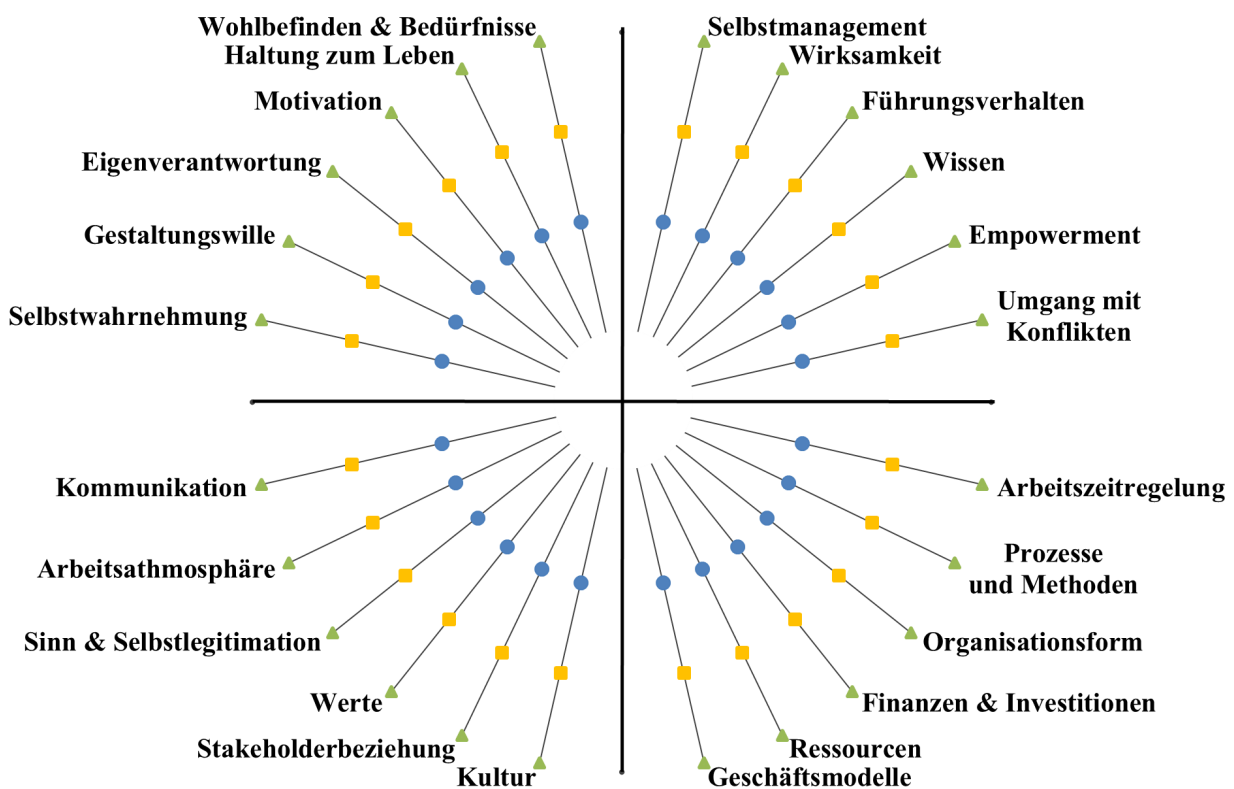 Wohlbefinden & Bedürfnisse
Haltung zum Leben
Motivation
Eigenverantwortung
Gestaltungswille
Selbstwahrnehmung
Selbstmanagement
Wirksamkeit
Führungsverhalten
Wissen
Empowerment
Umgang mit
Konflikten
Kommunikation
Arbeitsathmosphäre
Sinn & Selbstlegitimation
Werte
Stakeholderbeziehung
Kultur
Arbeitszeitregelung
Prozesse
und Methoden
Organisationsform
Finanzen & Investitionen
Ressourcen
Geschäftsmodelle